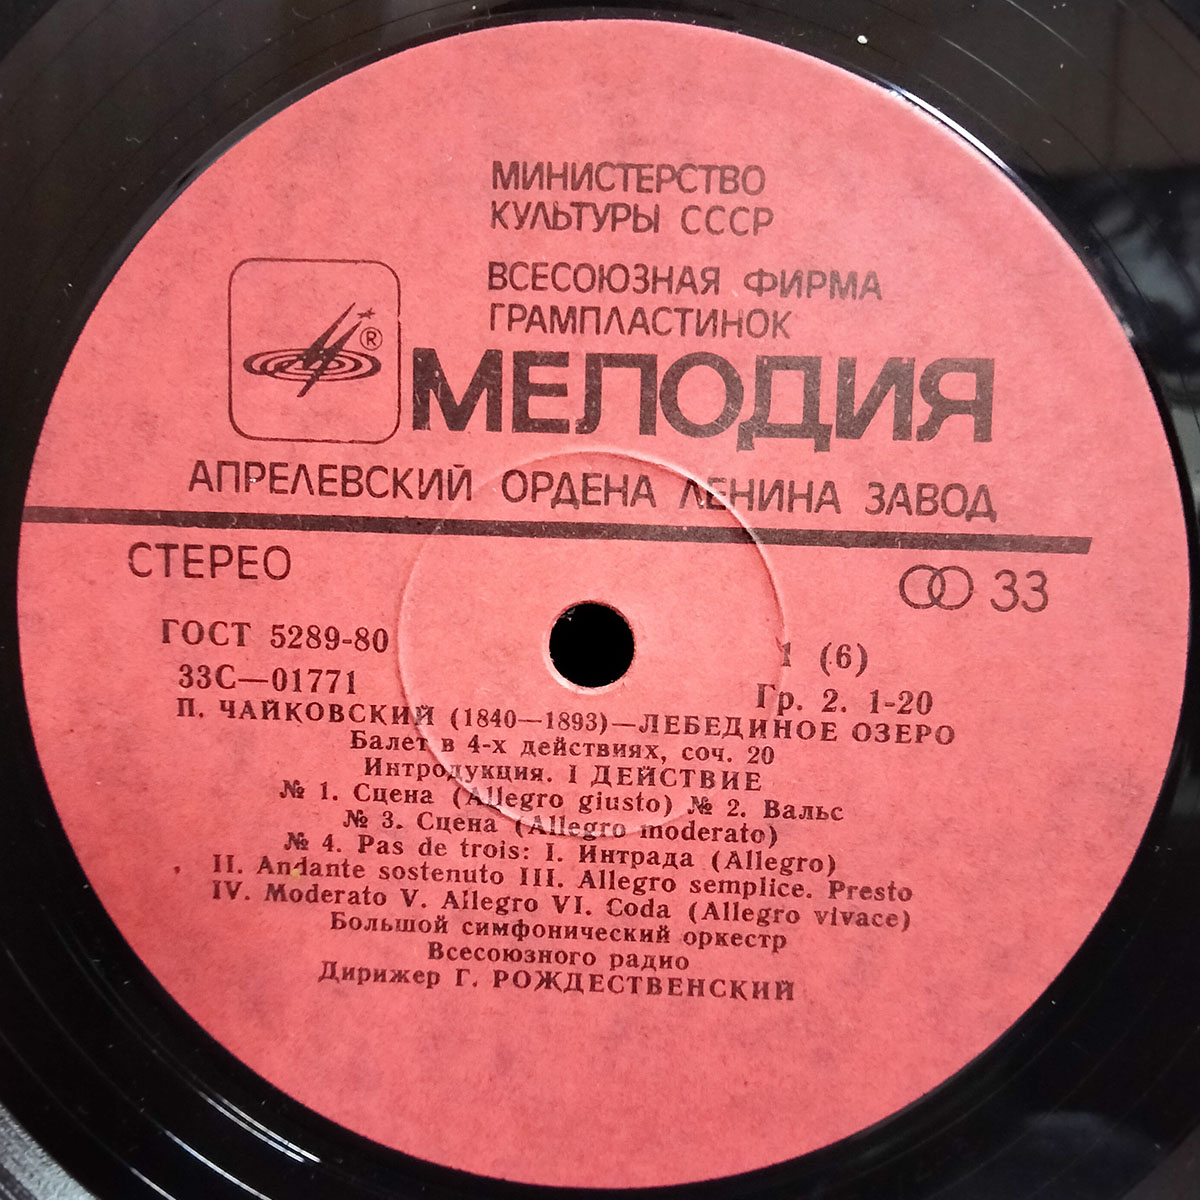 МИНИСТЕРСТВО
КУЛЬТУРЫ СССР
ВСЕСОЮЗНАЯ ФИРМА
ГРАМПЛАСТИНОК
®
МЕЛОДИЯ
АПРЕЛЕВСКИЙ ОРДЕНА ЛЕНИНА ЗАВОД
СТЕРЕО
33
ГОСТ 5289-80
1 (6)
33С—01771
Гр. 2. 1-20
П. ЧАЙКОВСКИЙ (1840—1893)—ЛЕБЕДИНОЕ ОЗЕРО
Балет в 4-х действиях, соч. 20
Интродукция. I ДЕЙСТВИЕ
№ 1. Сцена (Allegro giusto) № 2. Вальс
№ 3. Сцена (Allegro moderato)
№ 4. Pas de trois: I. Интрада (Allegro)
II. Andante sostenuto III. Allegro semplice. Presto
IV. Moderato V. Allegro VI. Coda (Allegro vivace)
Большой симфонический оркестр
Всесоюзного радио
Дирижер Г. РОЖДЕСТВЕНСКИЙ